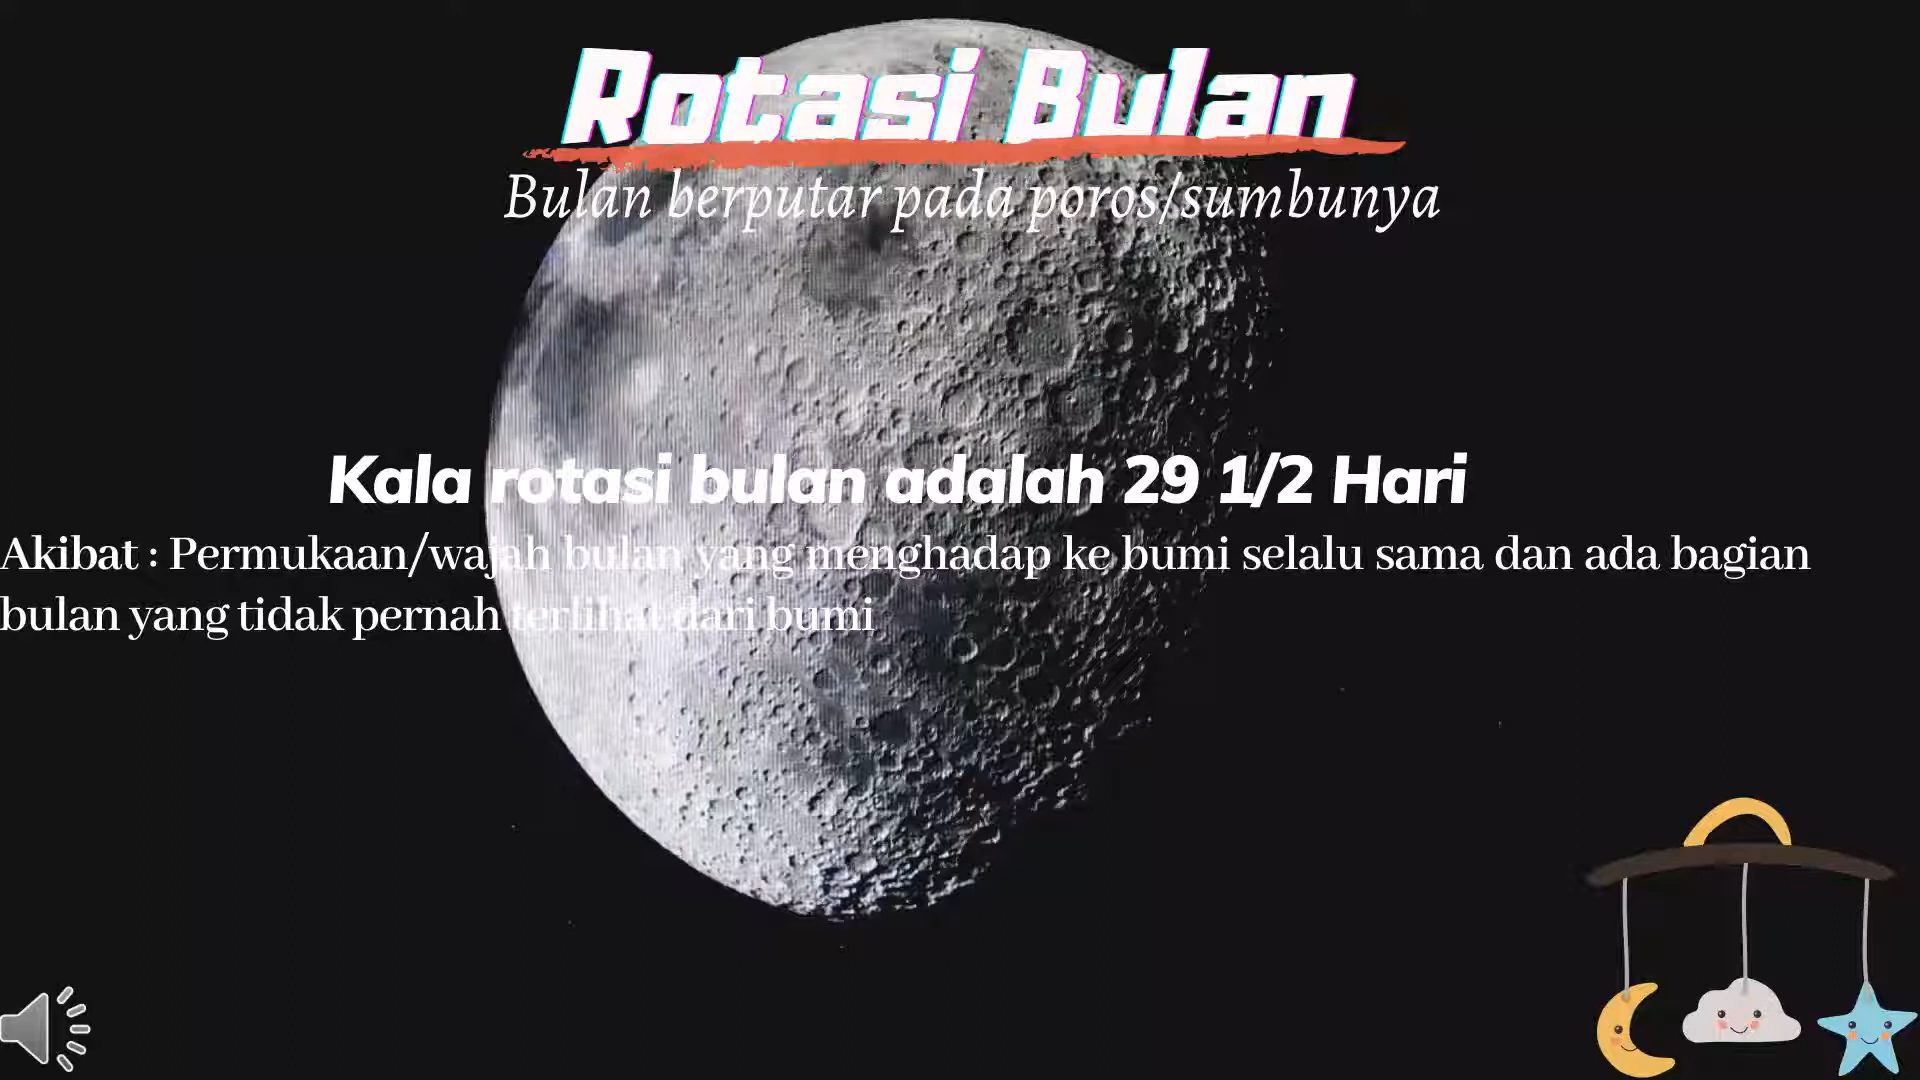 Rotasi Bulan
Bulan berputar pada poros/sumbunya
Kala rotasi bulan adalah 29 1/2 Hari
Akibat : Permukaan/wajah bulan yang menghadap ke bumi selalu sama dan ada bagian
bulan yang tidak pernah terlihat dari bumi